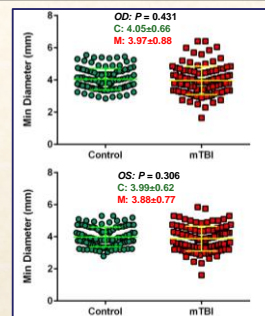 OD: P = 0.431
C: 4.05±0.66
M: 3.97±0.88
Min Diameter (mm)
8
6
4
2
0
Control
mTBI
OS: P = 0.306
C: 3.99±0.62
M: 3.88±0.77
Min Diameter (mm)
8
6
4
2
0
Control
mTBI